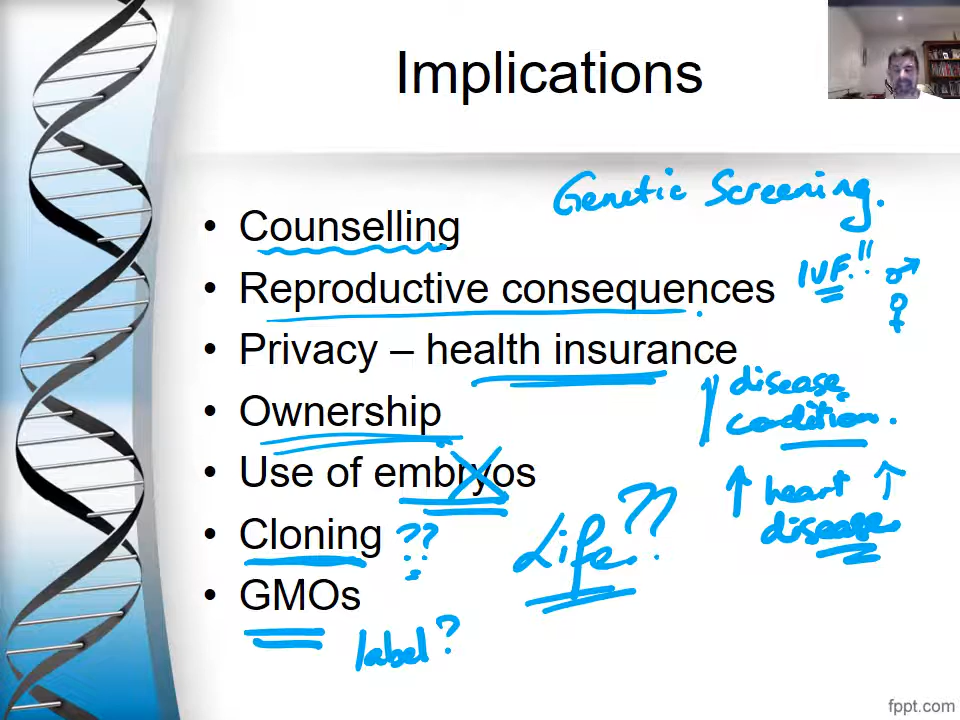 Implications
Genetic Screening.
• Counselling
IVF!!
• Reproductive consequences
• Privacy – health insurance
disease
condition.
• Ownership
• Use of embryos
heart
disease
• Cloning ??
Life??
• GMOs
label?
fppt.com